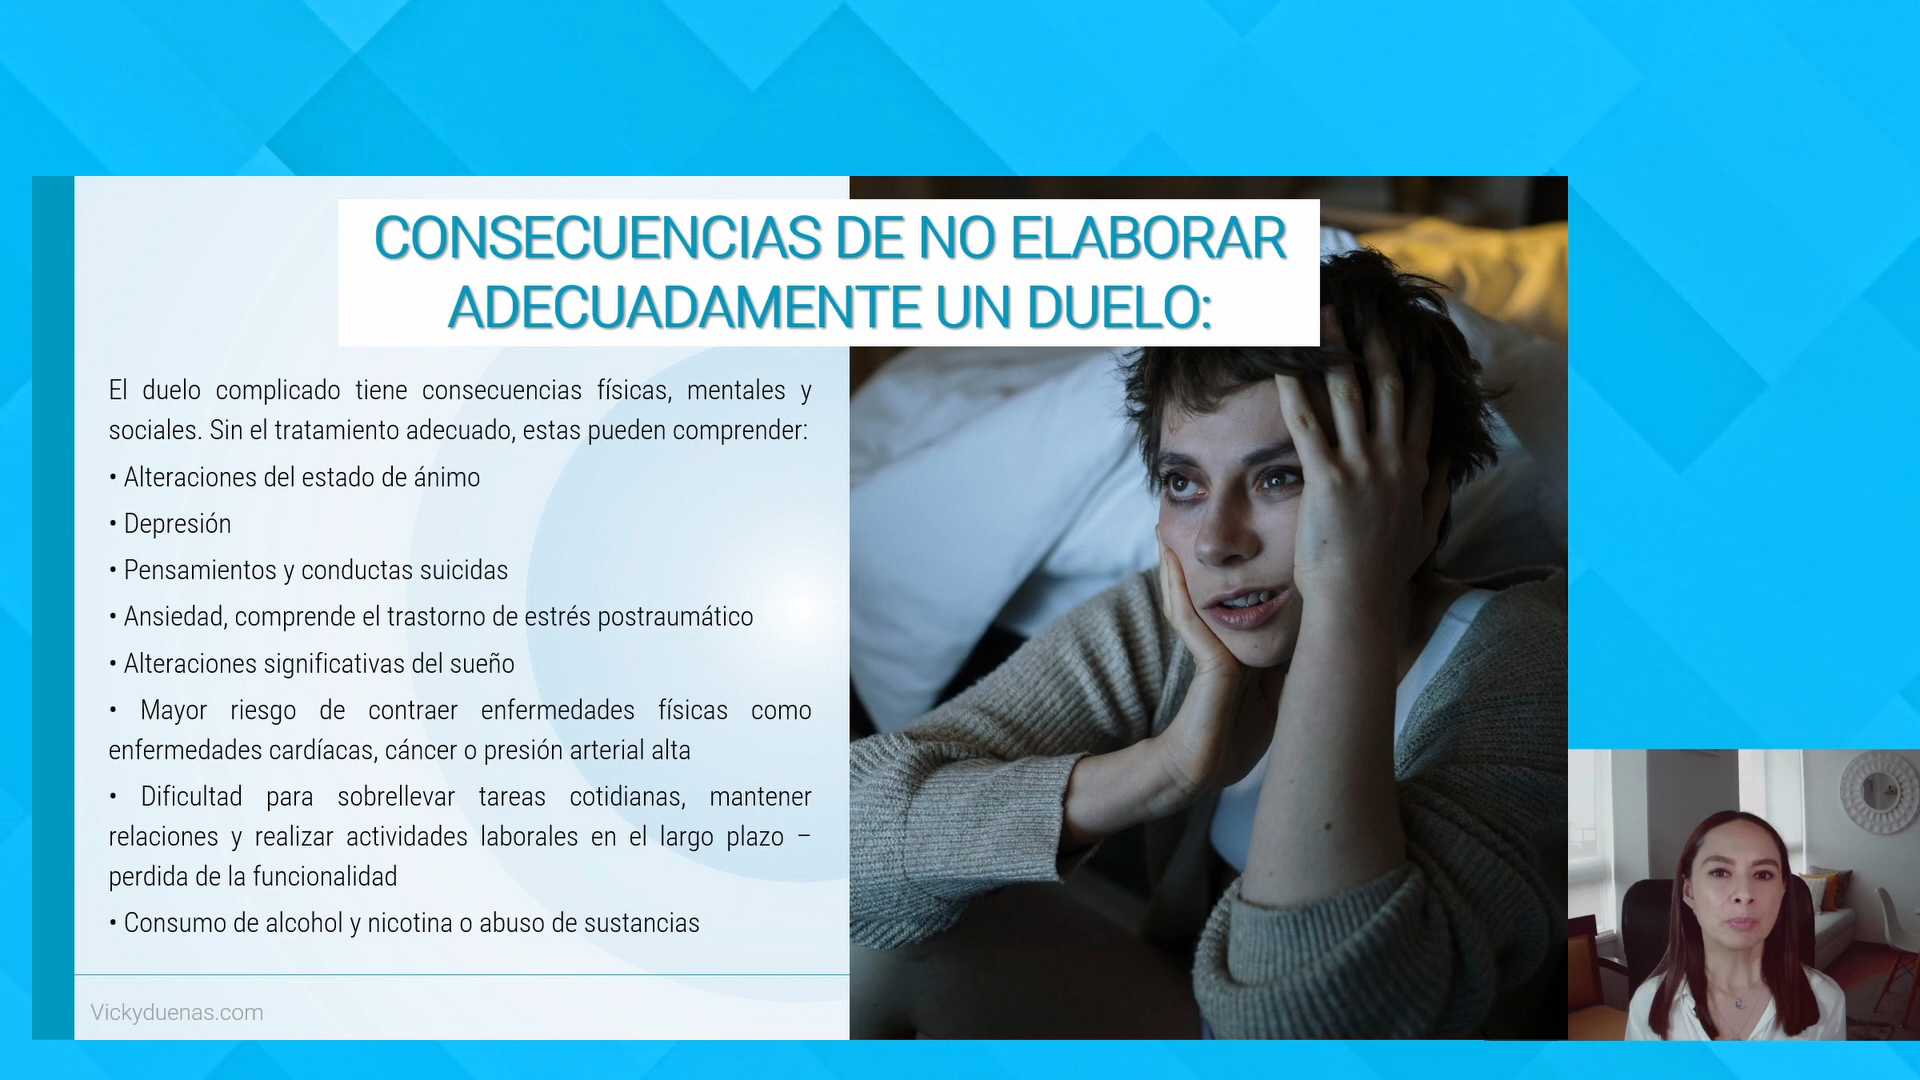 CONSECUENCIAS DE NO ELABORAR
ADECUADAMENTE UN DUELO:
El duelo complicado tiene consecuencias físicas, mentales y
sociales. Sin el tratamiento adecuado, estas pueden comprender:
• Alteraciones del estado de ánimo
• Depresión
• Pensamientos y conductas suicidas
• Ansiedad, comprende el trastorno de estrés postraumático
• Alteraciones significativas del sueño
• Mayor riesgo de contraer enfermedades físicas como
enfermedades cardíacas, cáncer o presión arterial alta
• Dificultad para sobrellevar tareas cotidianas, mantener
relaciones y realizar actividades laborales en el largo plazo –
perdida de la funcionalidad
• Consumo de alcohol y nicotina o abuso de sustancias
Vickyduenas.com